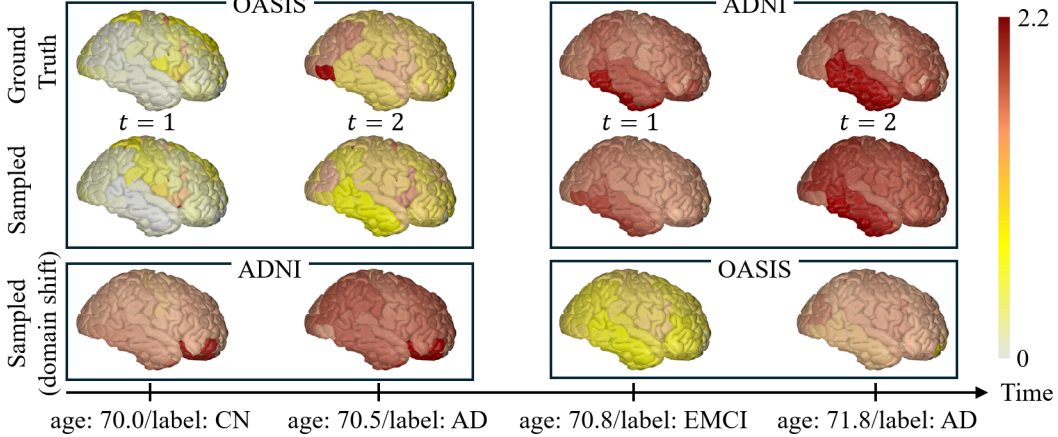 OASIS
ADNI
2.2
Ground
Truth
t = 1
t = 2
t = 1
t = 2
Sampled
ADNI
OASIS
Sampled
(domain shift)
0
Time
age: 70.0/label: CN
age: 70.5/label: AD
age: 70.8/label: EMCI
age: 71.8/label: AD